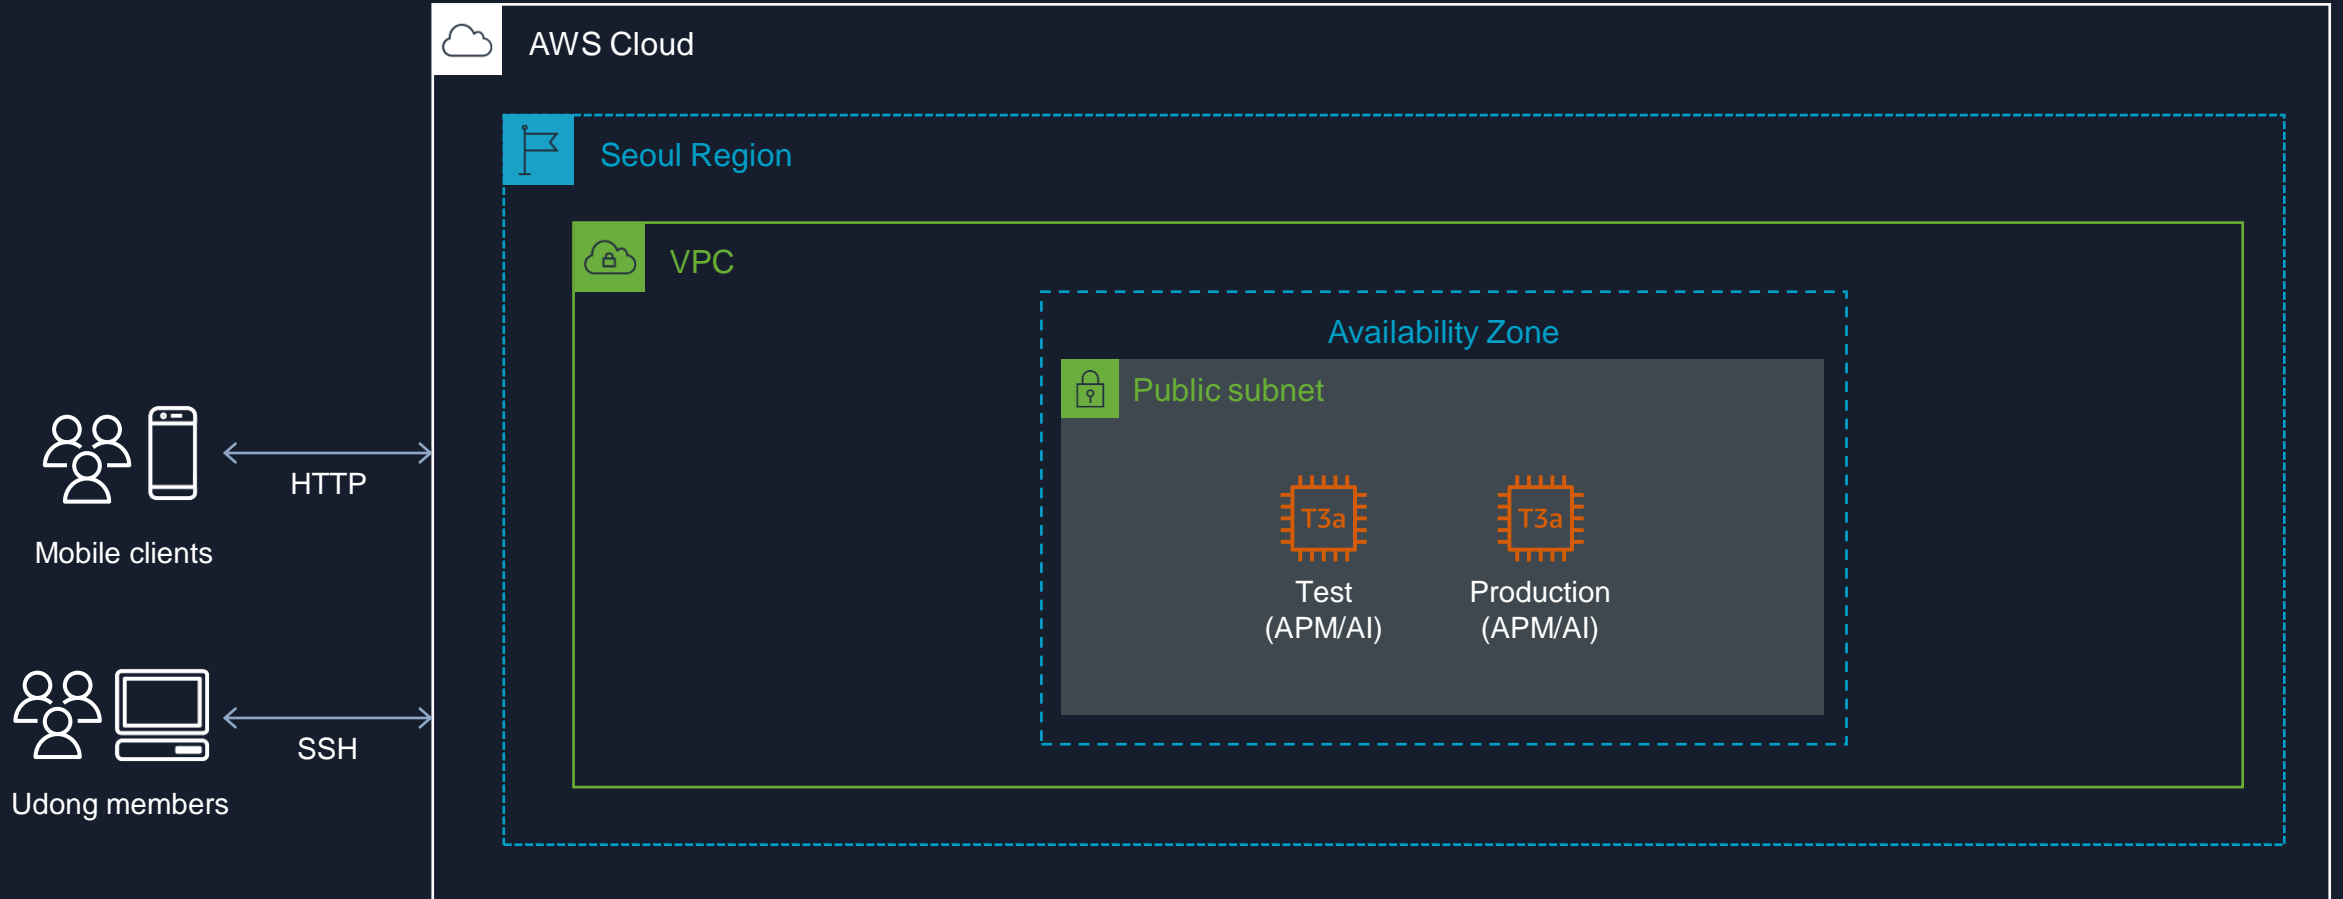 AWS Cloud
Seoul Region
VPC
Availability Zone
Public subnet
T3a
T3a
Test
(APM/AI)
Production
(APM/AI)
HTTP
Mobile clients
SSH
Udong members